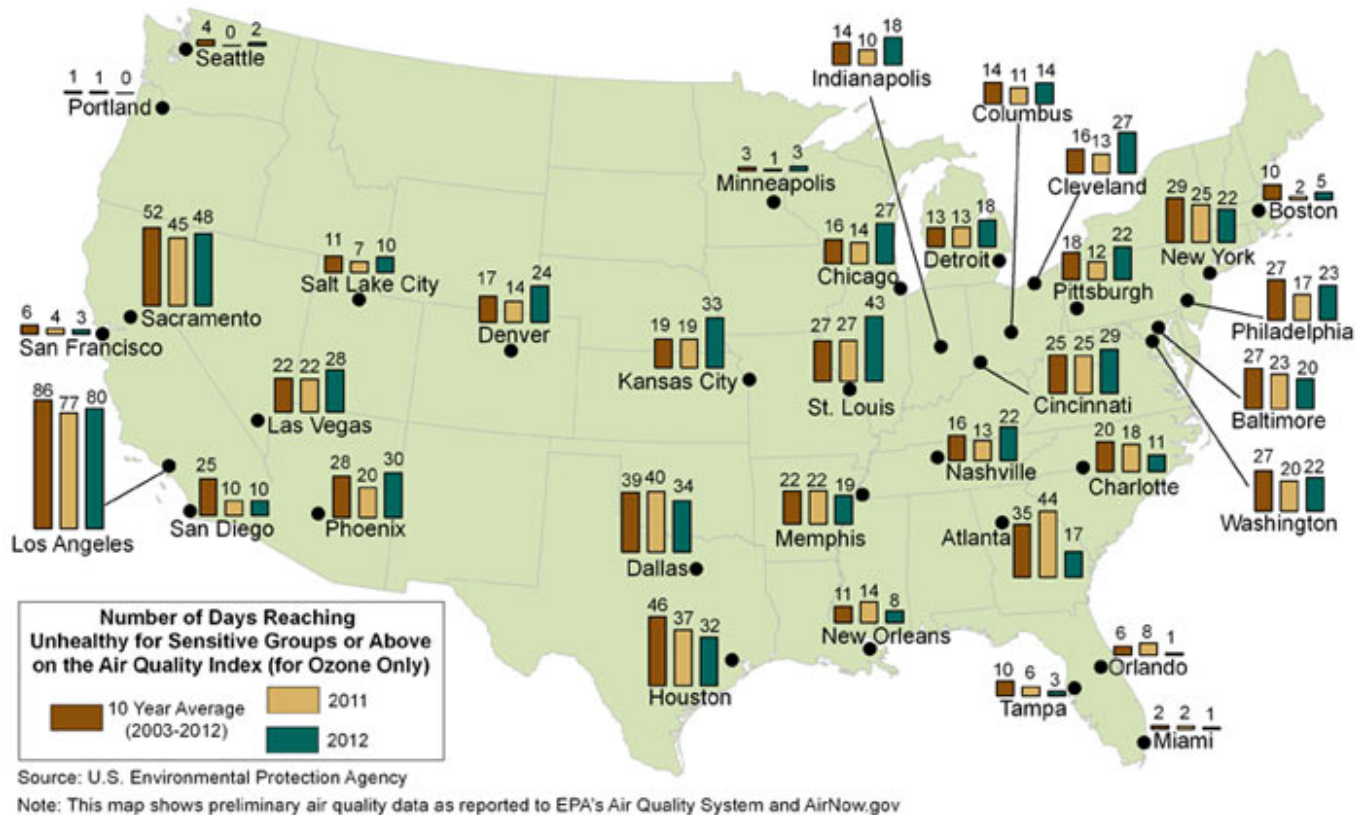 4 0 2
Seattle
1 1 0
Portland
14 10 18
Indianapolis
14 11 14
Columbus
16 13 27
Cleveland
3 1 3
Minneapolis
10 2 5
Boston
29 25 22
New York
52 45 48
Sacramento
11 7 10
Salt Lake City
17 14 24
Denver
16 14 27
Chicago
13 13 18
Detroit
18 12 22
Pittsburgh
27 17 23
Philadelphia
6 4 3
San Francisco
19 19 33
Kansas City
27 27 43
St. Louis
25 25 29
Cincinnati
27 23 20
Baltimore
22 22 28
Las Vegas
86 77 80
Los Angeles
25 10 10
San Diego
28 20 30
Phoenix
39 40 34
Dallas
22 22 19
Memphis
16 13 22
Nashville
20 18 11
Charlotte
27 20 22
Washington
35 44 17
Atlanta
46 37 32
Houston
11 14 8
New Orleans
6 8 1
Orlando
10 6 3
Tampa
2 2 1
Miami
Number of Days Reaching
Unhealthy for Sensitive Groups or Above
on the Air Quality Index (for Ozone Only)
10 Year Average
(2003-2012)
2011
2012
Source: U.S. Environmental Protection Agency
Note: This map shows preliminary air quality data as reported to EPA's Air Quality System and AirNow.gov